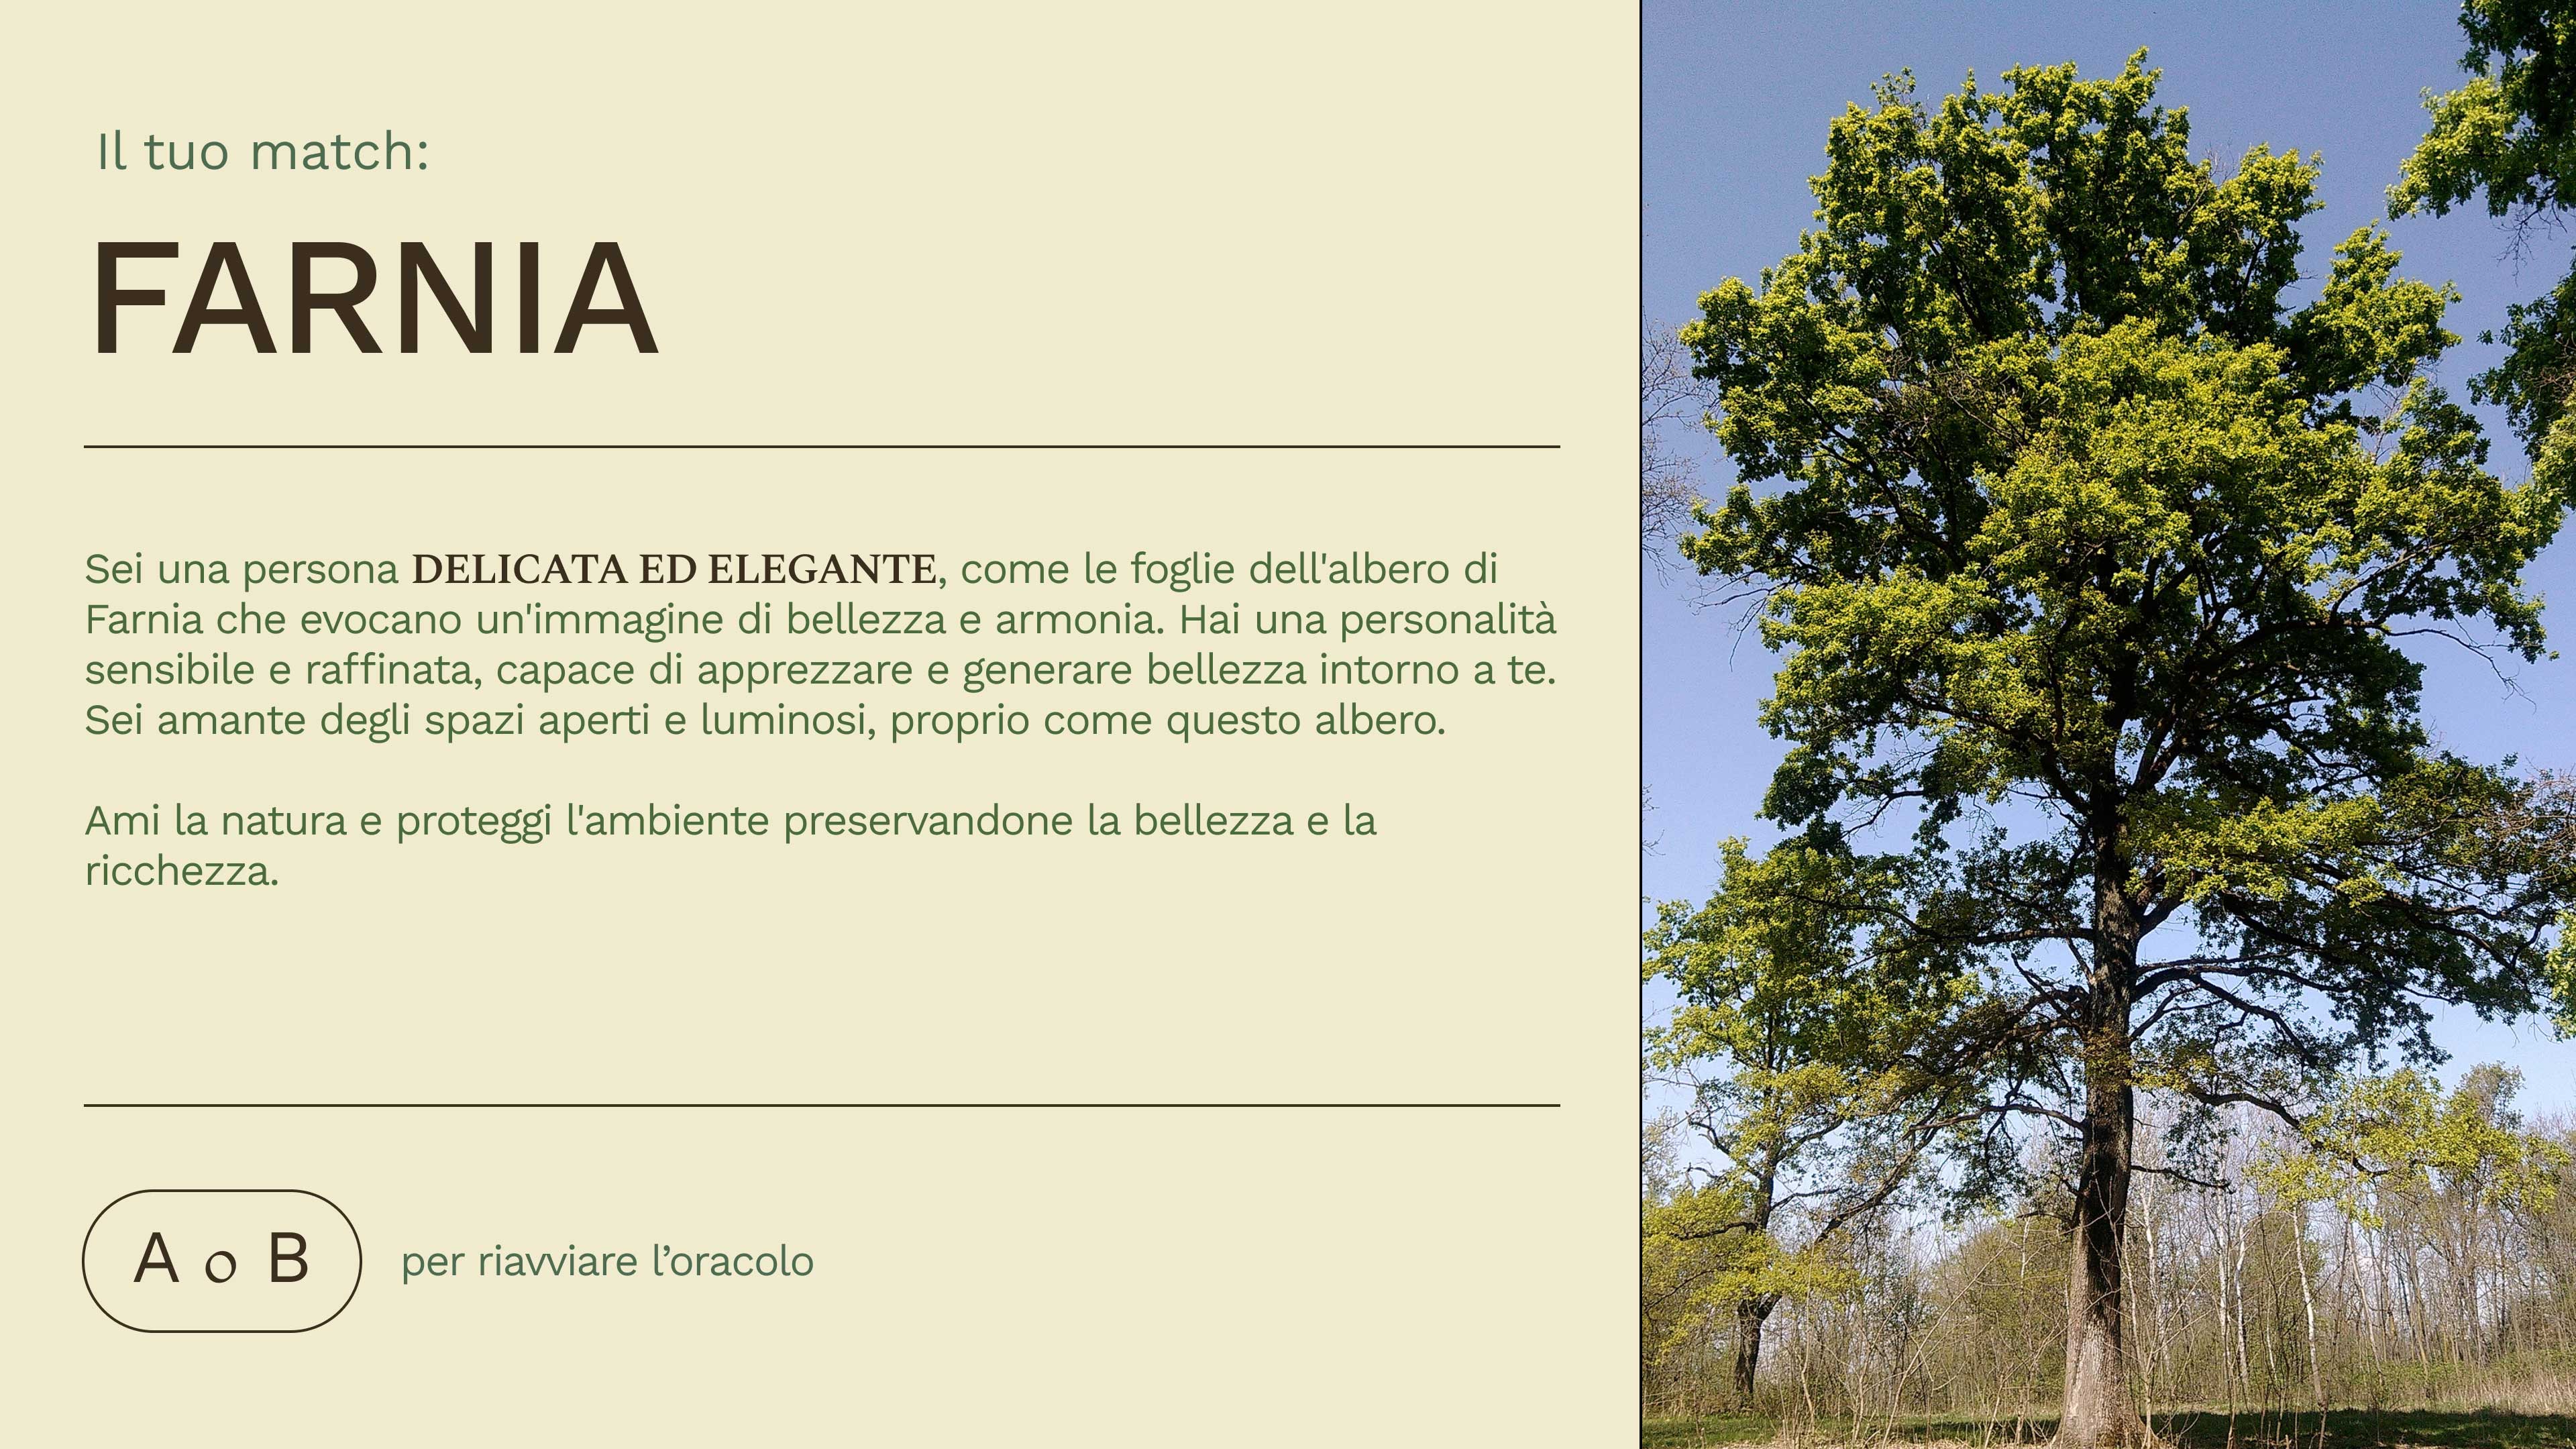 Il tuo match:
FARNIA
Sei una persona DELICATA ED ELEGANTE, come le foglie dell'albero di
Farnia che evocano un'immagine di bellezza e armonia. Hai una personalità
sensibile e raffinata, capace di apprezzare e generare bellezza intorno a te.
Sei amante degli spazi aperti e luminosi, proprio come questo albero.
Ami la natura e proteggi l'ambiente preservandone la bellezza e la
ricchezza.
A o B per riavviare l’oracolo